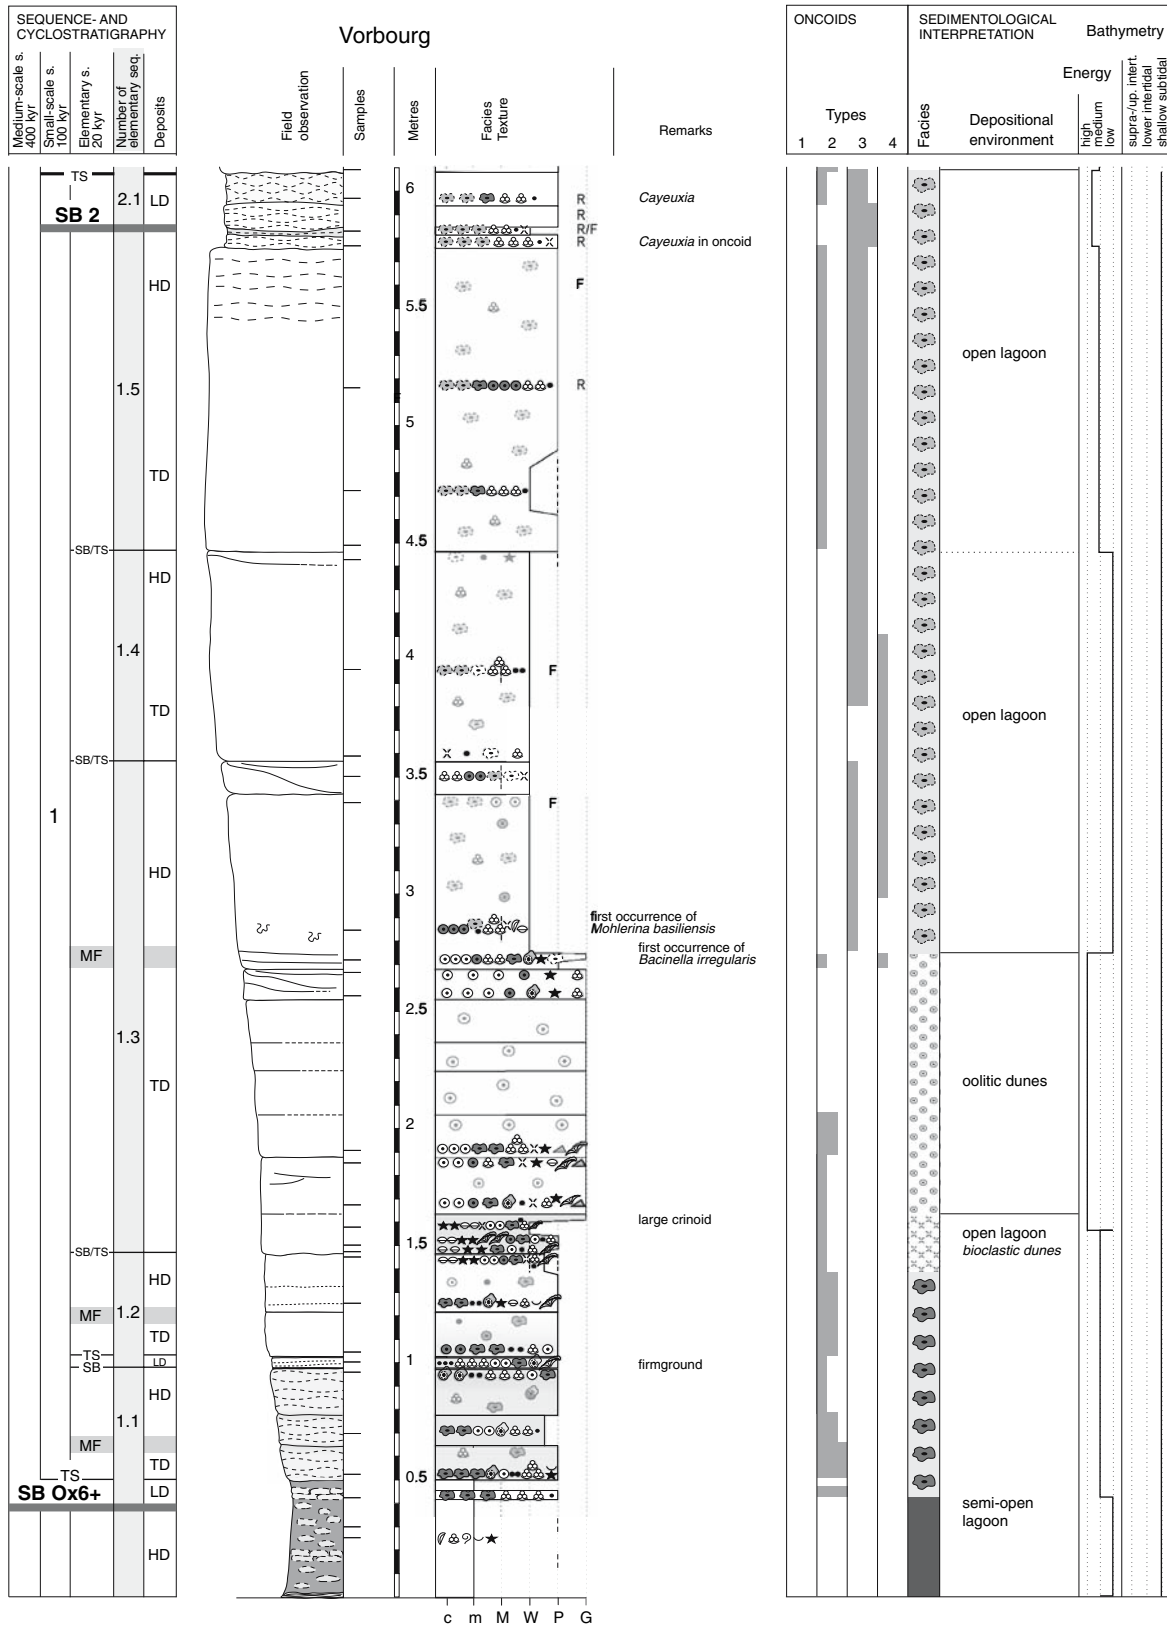 SEQUENCE- AND
CYCLOSTRATIGRAPHY
Medium-scale s.
400 kyr
Small-scale s.
100 kyr
Elementary s.
20 kyr
Number of
elementary seq.
Deposits
Vorbourg
Field
observation
Samples
Metres
Facies
Texture
Remarks
ONCOIDS
Types
1 2 3 4
SEDIMENTOLOGICAL
INTERPRETATION
Bathymetry
Energy
Facies
Depositional
environment
high
medium
low
supra-/up. intert.
lower intertidal
shallow subtidal
TS
2.1 LD
SB 2
6
R
Cayeuxia
R
R/F
R
Cayeuxia in oncoid
HD
F
5.5
open lagoon
1.5
R
5
TD
4.5
SB/TS
HD
1.4
4
F
TD
open lagoon
SB/TS
3.5
1
F
HD
3
first occurrence of
Mohlerina basiliensis
MF
first occurrence of
Bacinella irregularis
2.5
1.3
TD
oolitic dunes
2
large crinoid
SB/TS
1.5
open lagoon
bioclastic dunes
HD
MF
1.2
TD
TS
SB
LD
1
firmground
HD
1.1
MF
TD
TS
0.5
SB Ox6+
LD
semi-open
lagoon
HD
c m M W P G